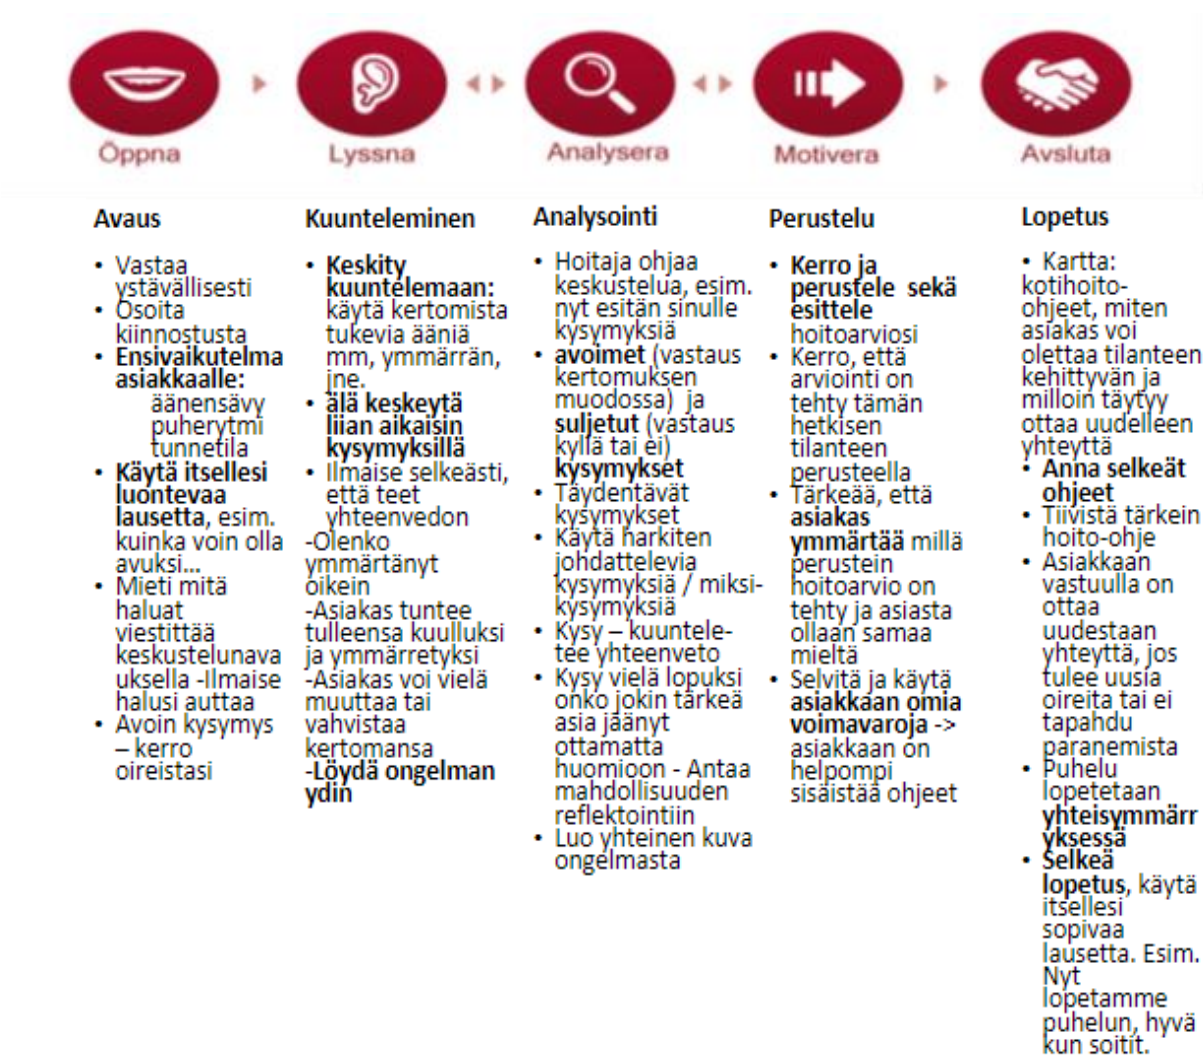 Öppna
Lyssna
Analysera
Motivera
Avsluta
Avaus
• Vastaa
ystävällisesti
• Osoita
kiinnostusta
• Ensivaikutelma
asiakkaalle:
äänensävy
puherytmi
tunnetila
• Käytä itsellesi
luontevaa
lausetta, esim.
kuinka voin olla
avuksi...
• Mieti mitä
haluat
viestittää
keskustelunava
uksella -Ilmaise
halusi auttaa
• Avoin kysymys
– kerro
oireistasi
Kuunteleminen
• Keskity
kuuntelemaan:
käytä kertomista
tukevia ääniä
mm, ymmärrän,
jne.
• älä keskeytä
liian aikaisin
kysymyksillä
• Ilmaise selkeästi,
että teet
yhteenvedon
-Olenko
ymmärtänyt
oikein
-Asiakas tuntee
tulleensa kuulluksi
ja ymmärretyksi
-Asiakas voi vielä
muuttaa tai
vahvistaa
kertomansa
-Löydä ongelman
ydin
Analysointi
• Hoitaja ohjaa
keskustelua, esim.
nyt esitän sinulle
kysymyksiä
• avoimet (vastaus
kertomuksen
muodossa) ja
suljetut (vastaus
kyllä tai ei)
kysymykset
• Täydentävät
kysymykset
• Käytä harkiten
johdattelevia
kysymyksiä / miksi-
kysymyksiä
• Kysy – kuuntele-
tee yhteenveto
• Kysy vielä lopuksi
onko jokin tärkeä
asia jäänyt
ottamatta
huomioon - Antaa
mahdollisuuden
reflektointiin
• Luo yhteinen kuva
ongelmasta
Perustelu
• Kerro ja
perustele sekä
esittele
hoitoarviosi
• Kerro, että
arviointi on
tehty tämän
hetkisen
tilanteen
perusteella
• Tärkeää, että
asiakas
ymmärtää millä
perustein
hoitoarvio on
tehty ja asiasta
ollaan samaa
mieltä
• Selvitä ja käytä
asiakkaan omia
voimavaroja ->
asiakkaan on
helpompi
sisäistää ohjeet
Lopetus
• Kartta:
kotihoito-
ohjeet, miten
asiakas voi
olettaa tilanteen
kehittyvän ja
milloin täytyy
ottaa uudelleen
yhteyttä
• Anna selkeät
ohjeet
• Tiivistä tärkein
hoito-ohje
• Asiakkaan
vastuulla on
ottaa
uudestaan
yhteyttä, jos
tulee uusia
oireita tai ei
tapahdu
paranemista
• Puhelu
lopetetaan
yhteisymmärr
yksessä
• Selkeä
lopetus, käytä
itsellesi
sopivaa
lausetta. Esim.
Nyt
lopetamme
puhelun, hyvä
kun soitit.